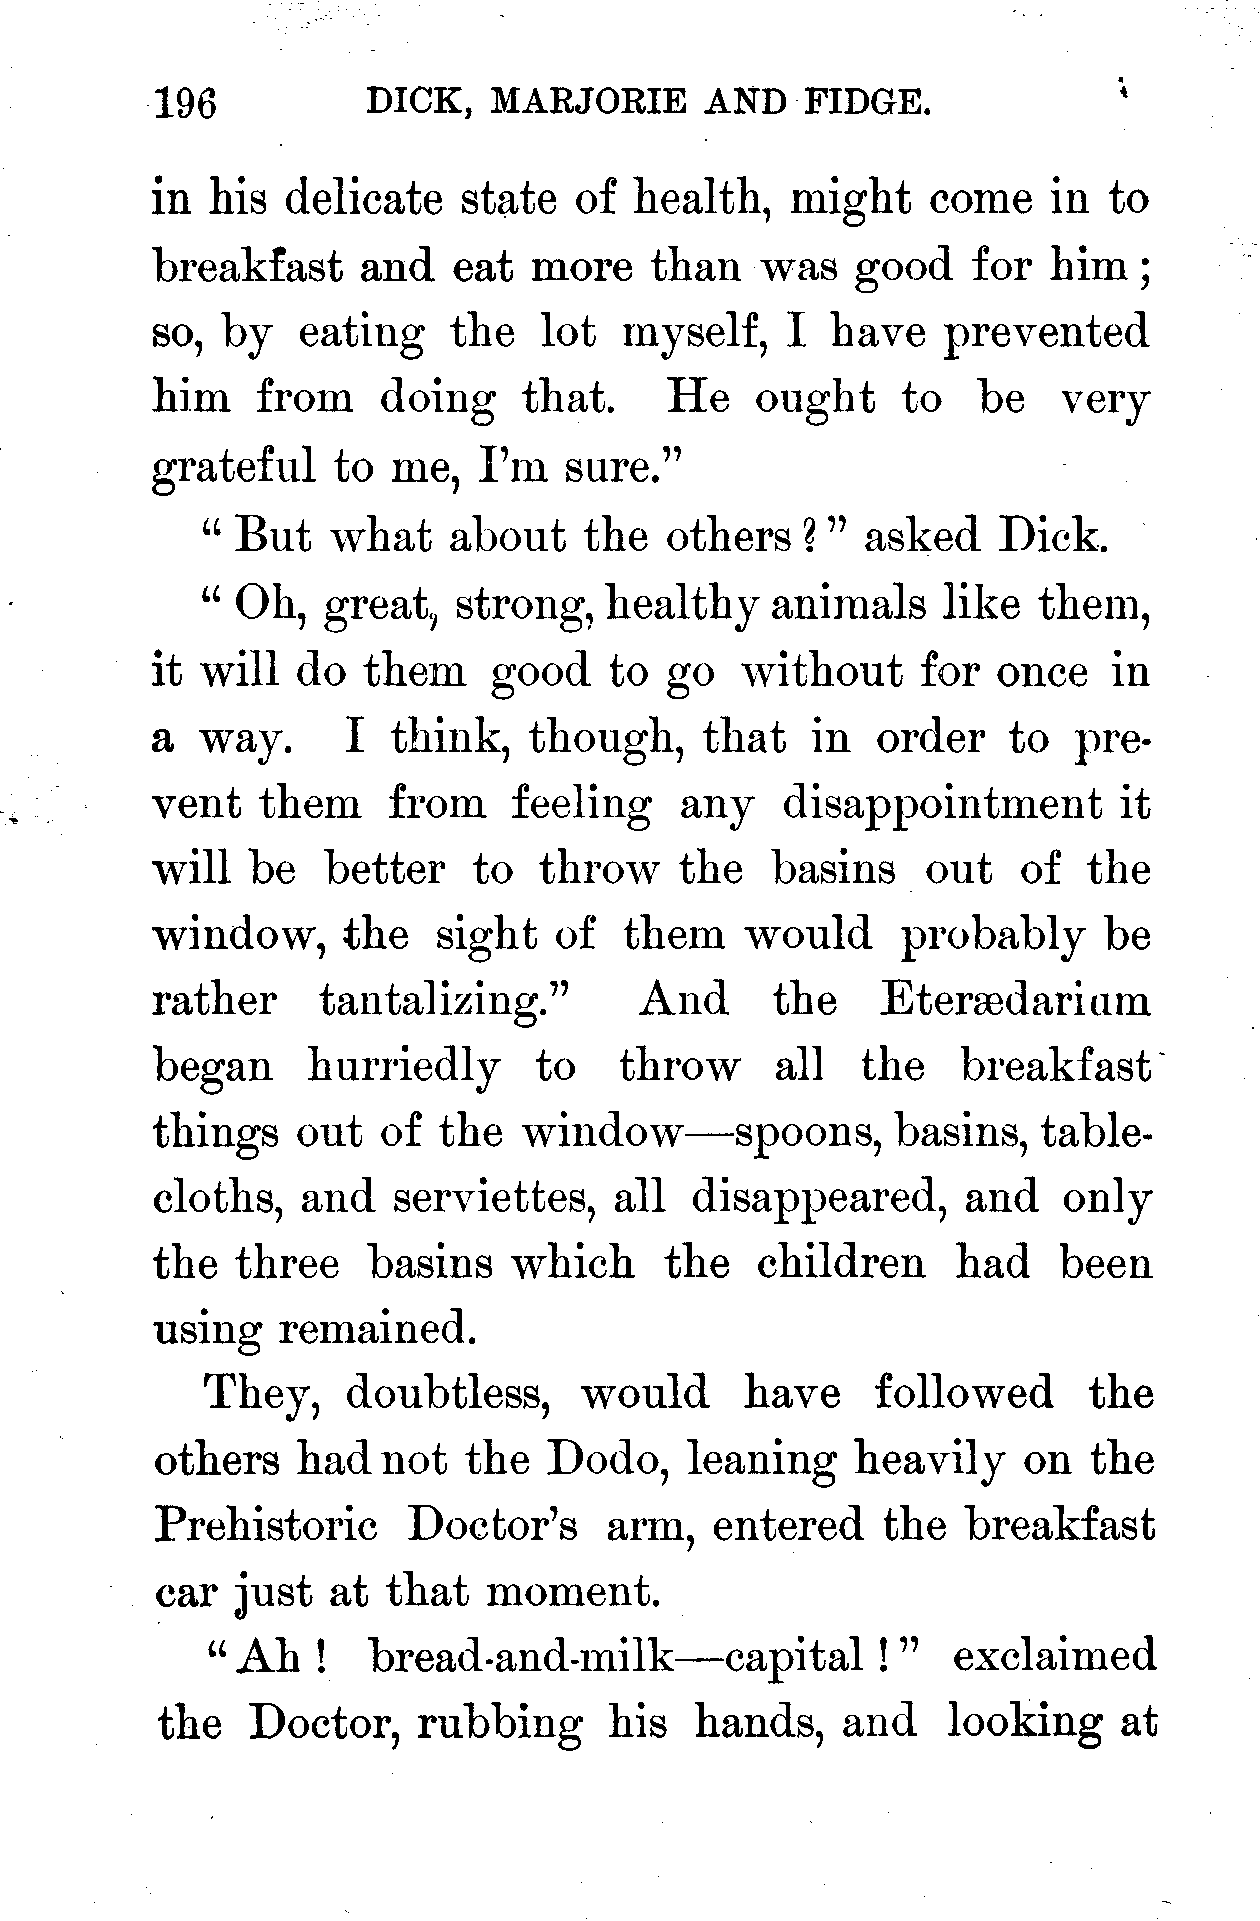 196 DICK, MARJORIE AND FIDGE.
in his delicate state of health, might come in to
breakfast and eat more than was good for him ;
so, by eating the lot myself, I have prevented
him from doing that. He ought to be very
grateful to me, I'm sure."
" But what about the others ? " asked Dick.
" Oh, great, strong, healthy animals like them,
it will do them good to go without for once in
a way. I think, though, that in order to pre-
vent them from feeling any disappointment it
will be better to throw the basins out of the
window, the sight of them would probably be
rather tantalizing." And the Eterædarium
began hurriedly to throw all the breakfast
things out of the window—spoons, basins, table-
cloths, and serviettes, all disappeared, and only
the three basins which the children had been
using remained.
They, doubtless, would have followed the
others had not the Dodo, leaning heavily on the
Prehistoric Doctor's arm, entered the breakfast
car just at that moment.
" Ah ! bread-and-milk—capital ! " exclaimed
the Doctor, rubbing his hands, and looking at